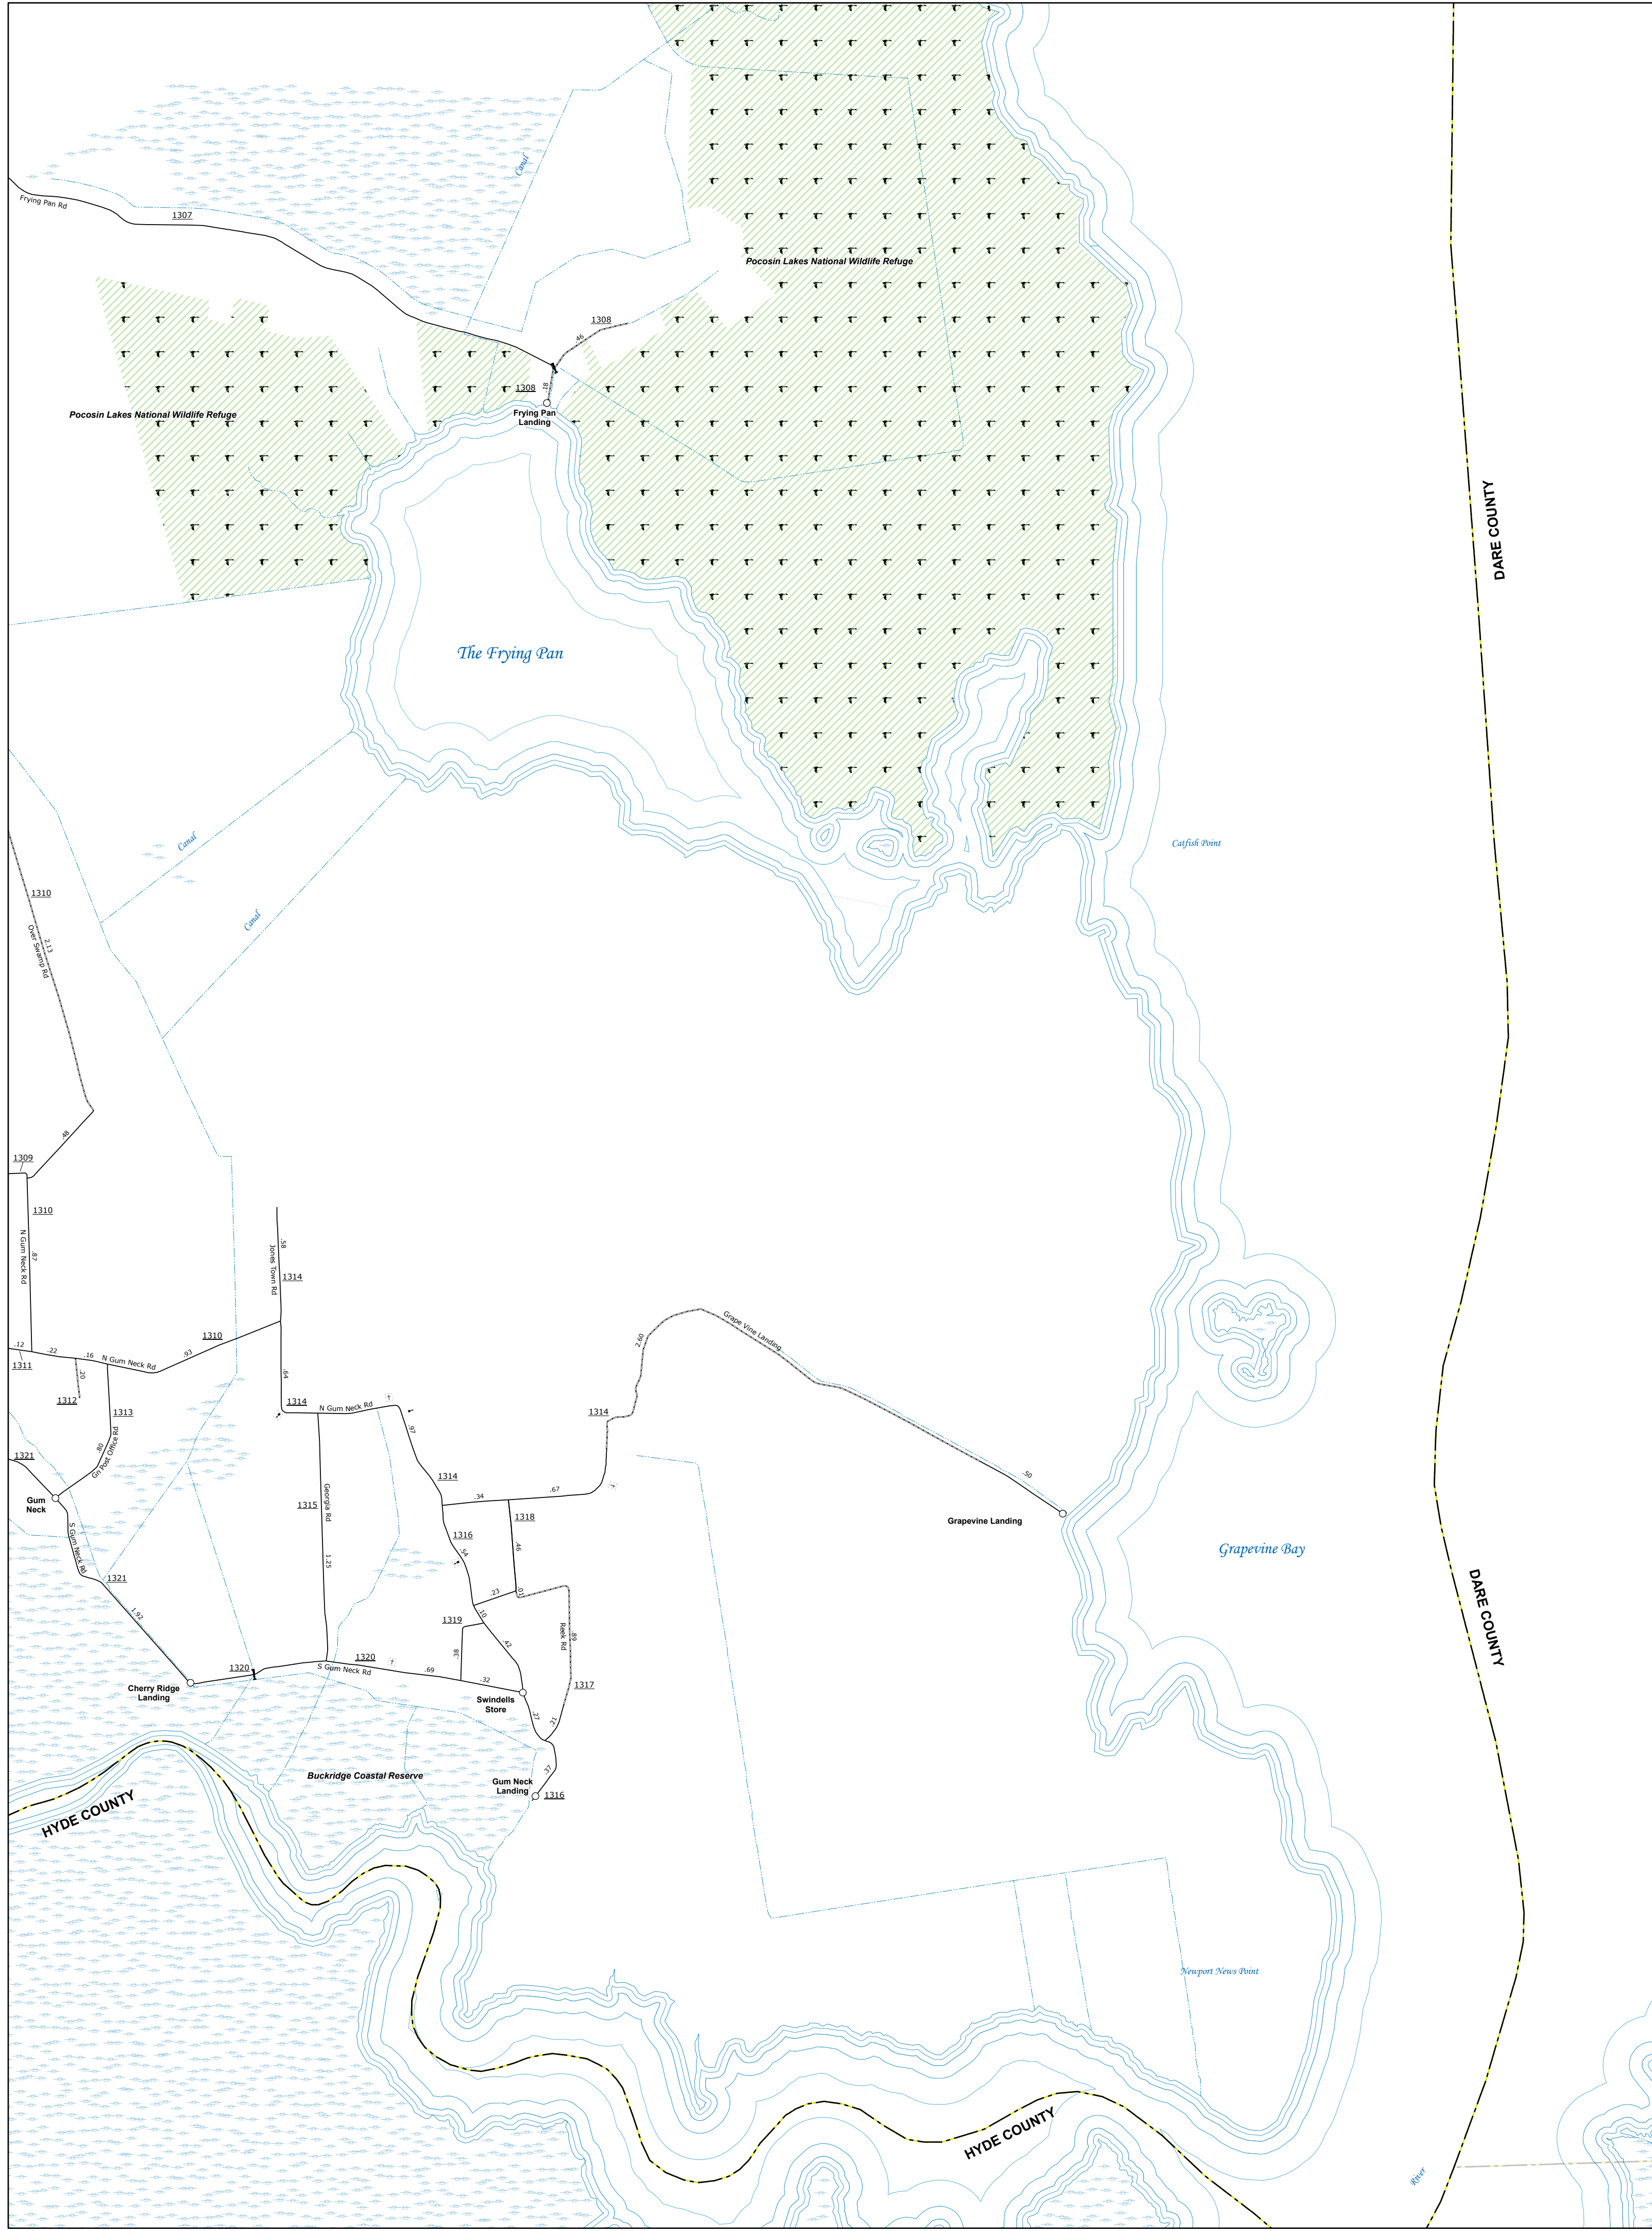 Canal
Frying Pan Rd
1307
Pocosin Lakes National Wildlife Refuge
1308
.46
1308
.18
Frying Pan
Landing
Pocosin Lakes National Wildlife Refuge
DARE COUNTY
The Frying Pan
Canal
Catfish Point
1310
Canal
2.13
Over Swamp Rd
.48
1309
1310
N Gum Neck Rd
.87
.58
Jones Town Rd
1314
1310
.12
.22
.16
N Gum Neck Rd
.93
1311
.20
.64
2.60
Grape Vine Landing
1312
1313
1314
N Gum Neck Rd
.97
1314
.80
Gn Post Office Rd
1321
1314
.50
Gum
Neck
1315
Georgia Rd
.34
.67
1318
Grapevine Landing
S Gum Neck Rd
1316
.54
.46
Grapevine Bay
1.25
1321
.23
.01
1.92
.10
1319
Reek Rd
.89
DARE COUNTY
.42
.38
1320
1320
S Gum Neck Rd
.69
.32
1317
Cherry Ridge
Landing
Swindells
Store
.27
.21
Buckridge Coastal Reserve
.37
Gum Neck
Landing
1316
HYDE COUNTY
Newport News Point
HYDE COUNTY
River